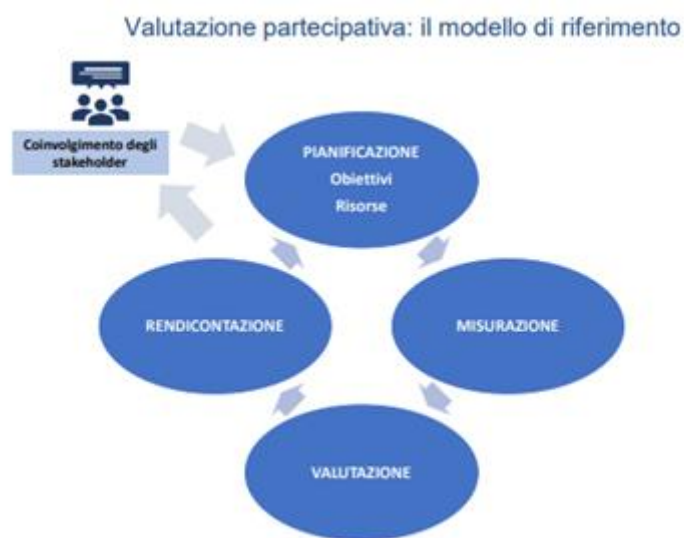 Valutazione partecipativa: il modello di riferimento
Coinvolgimento degli
stakeholder
PIANIFICAZIONE
Obiettivi
Risorse
RENDICONTAZIONE
MISURAZIONE
VALUTAZIONE